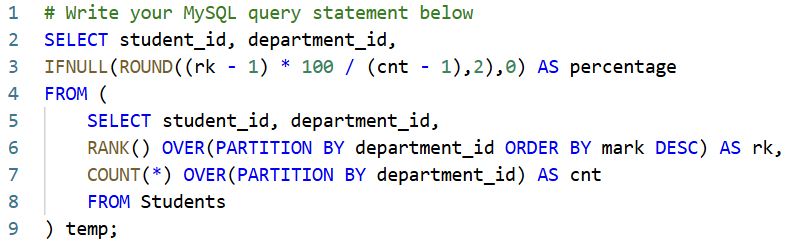 1 # Write your MySQL query statement below
2 SELECT student_id, department_id,
3 IFNULL(ROUND((rk - 1) * 100 / (cnt - 1),2),0) AS percentage
4 FROM (
5     SELECT student_id, department_id,
6     RANK() OVER(PARTITION BY department_id ORDER BY mark DESC) AS rk,
7     COUNT(*) OVER(PARTITION BY department_id) AS cnt
8     FROM Students
9 ) temp;